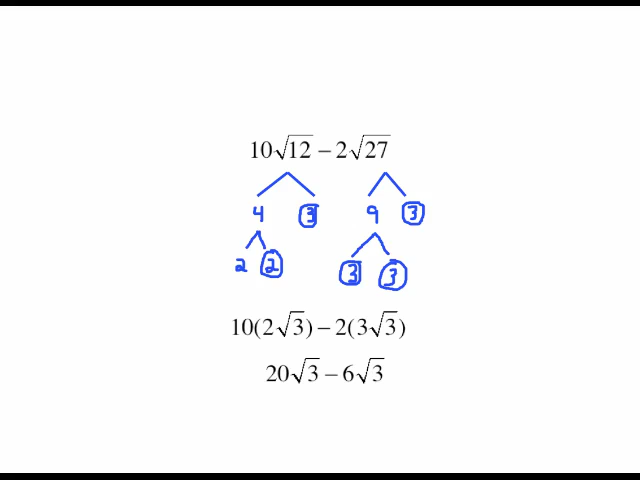 10√12 − 2√27
4 3 9 3
2 2 3 3
10(2√3) − 2(3√3)
20√3 − 6√3